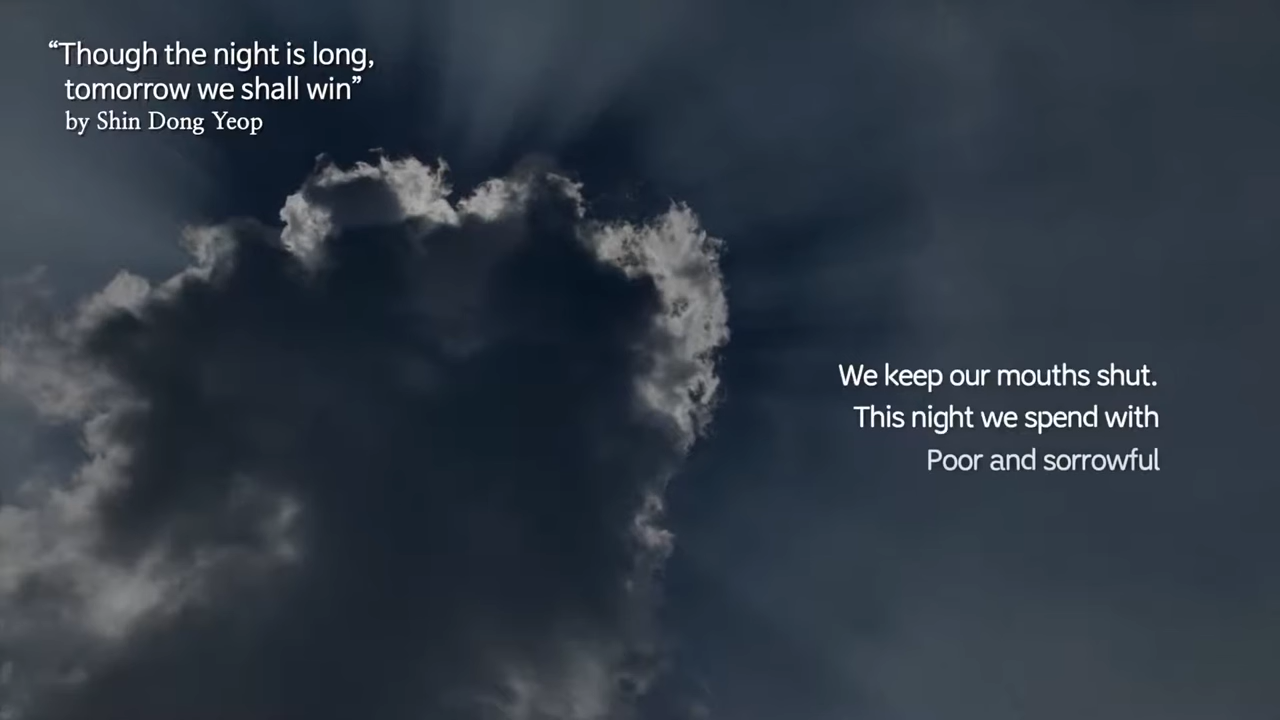 “Though the night is long,
tomorrow we shall win”
by Shin Dong Yeop
We keep our mouths shut.
This night we spend with
Poor and sorrowful